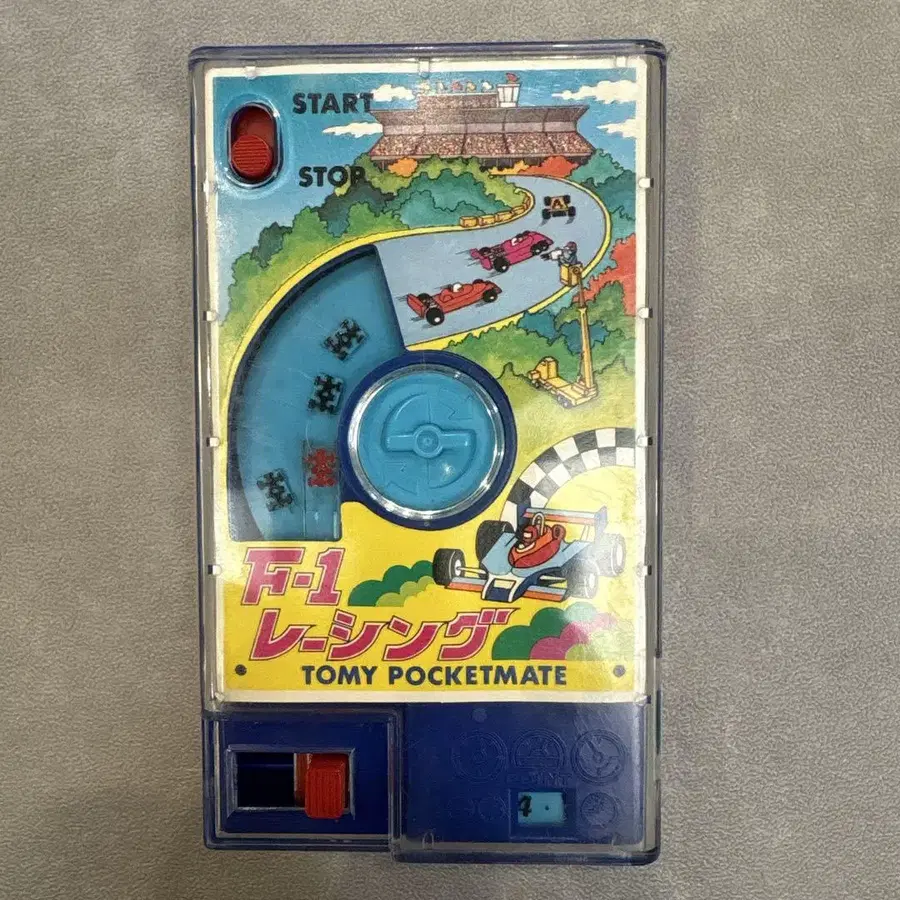 START
STOP
F-1
レーシング
TOMY POCKETMATE
4